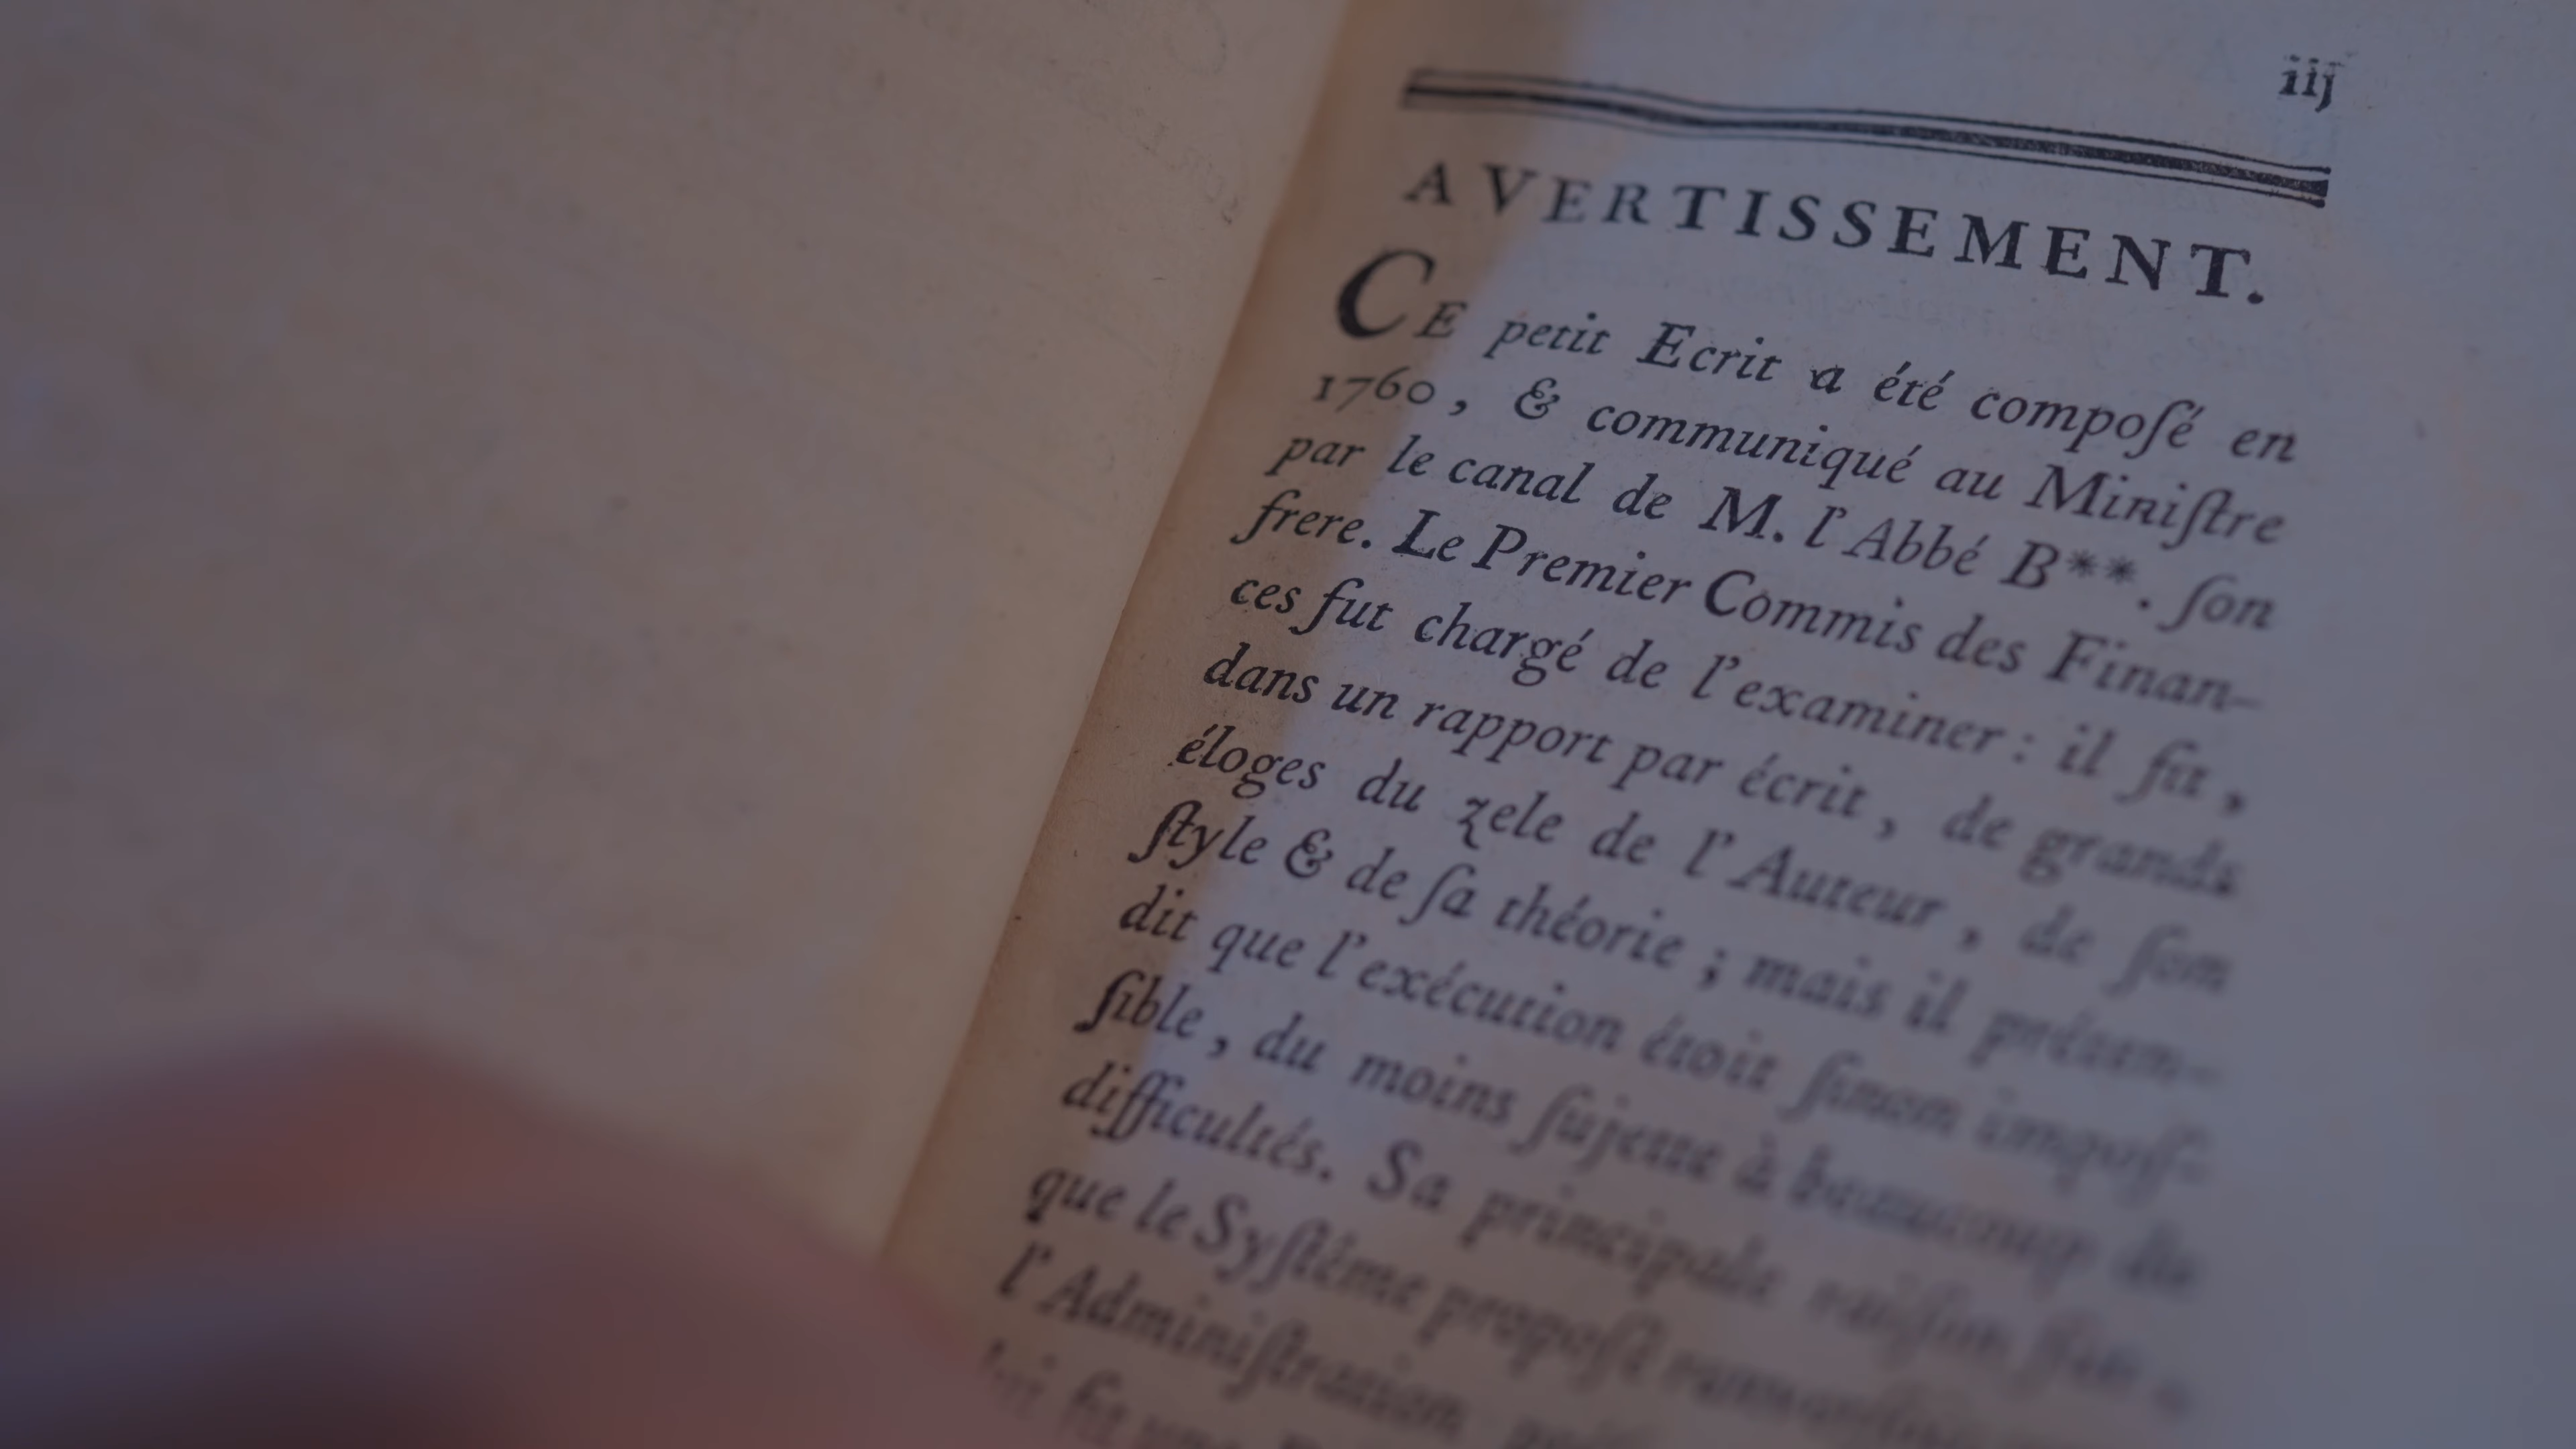 iij
AVERTISSEMENT.
CE petit Ecrit a été compoſé en
1760, & communiqué au Miniſtre
par le canal de M. l'Abbé B**. ſon
frere. Le Premier Commis des Finan-
ces fut chargé de l'examiner : il fit,
dans un rapport par écrit, de grands
éloges du zele de l'Auteur, de ſon
ſtyle & de ſa théorie ; mais il préten-
dit que l'exécution étoit ſinon impoſ-
ſible, du moins ſujette à beaucoup de
difficultés. Sa principale raiſon fut,
que le Syſtéme propoſé
l'Adminiſtration